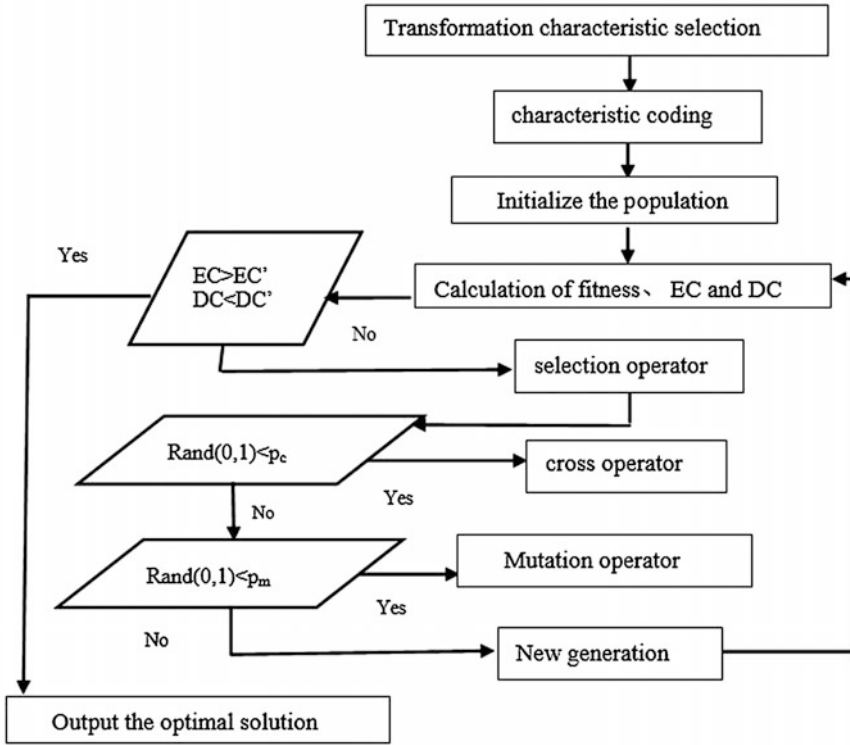 Transformation characteristic selection
characteristic coding
Initialize the population
Yes
EC>EC’
DC<DC’
Calculation of fitness、 EC and DC
No
selection operator
Rand(0,1)<pc
cross operator
Yes
No
Rand(0,1)<pm
Mutation operator
Yes
No
New generation
Output the optimal solution